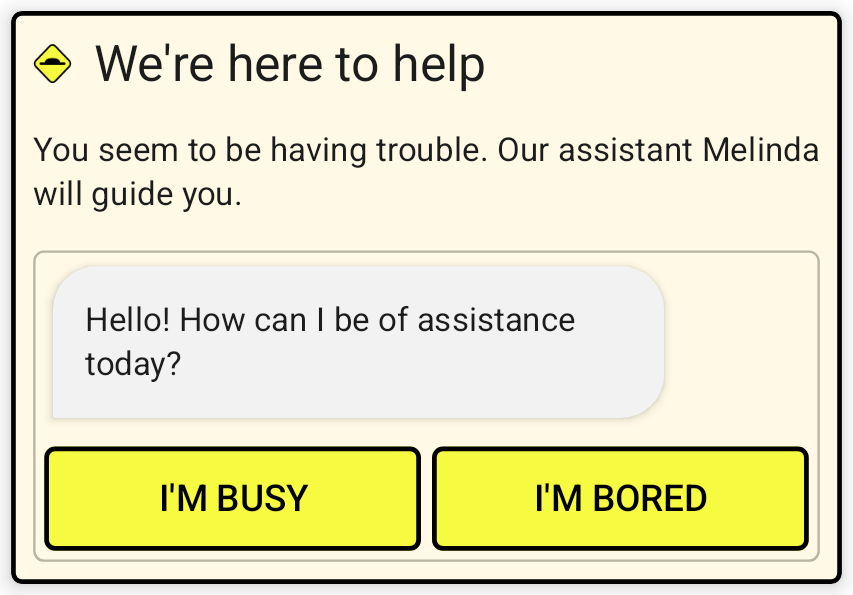 We're here to help
You seem to be having trouble. Our assistant Melinda
will guide you.
Hello! How can I be of assistance
today?
I'M BUSY
I'M BORED